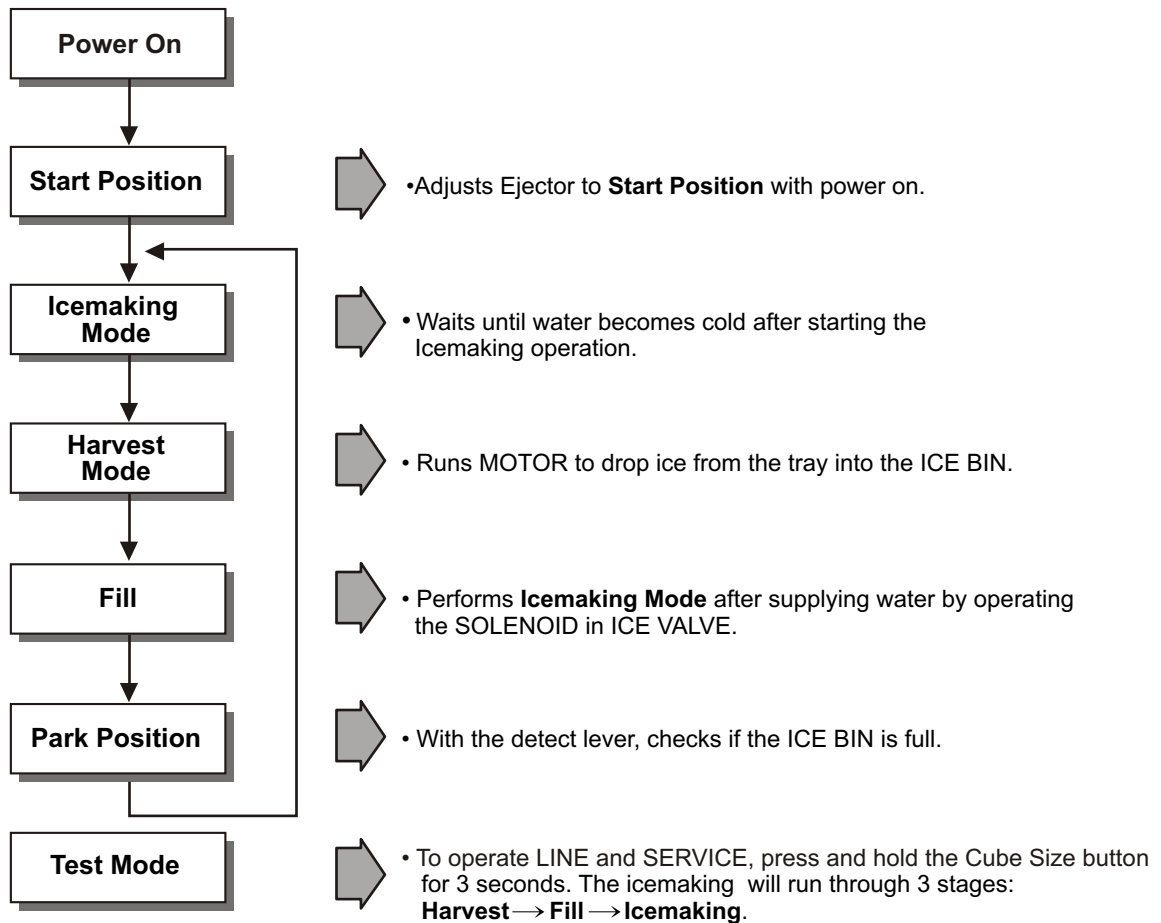 Power On
Start Position
•Adjusts Ejector to Start Position with power on.
Icemaking
Mode
• Waits until water becomes cold after starting the
Icemaking operation.
Harvest
Mode
• Runs MOTOR to drop ice from the tray into the ICE BIN.
Fill
• Performs Icemaking Mode after supplying water by operating
the SOLENOID in ICE VALVE.
Park Position
• With the detect lever, checks if the ICE BIN is full.
Test Mode
• To operate LINE and SERVICE, press and hold the Cube Size button
for 3 seconds. The icemaking will run through 3 stages:
Harvest→Fill→Icemaking.